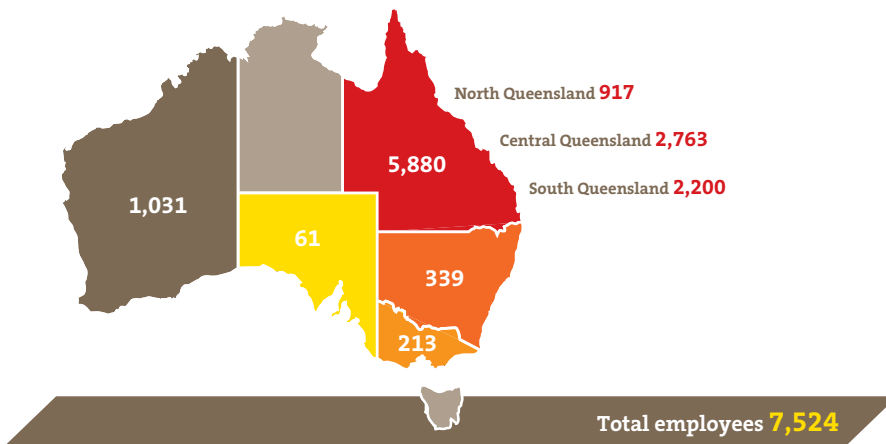 North Queensland 917
Central Queensland 2,763
5,880
South Queensland 2,200
1,031
61
339
213
Total employees 7,524